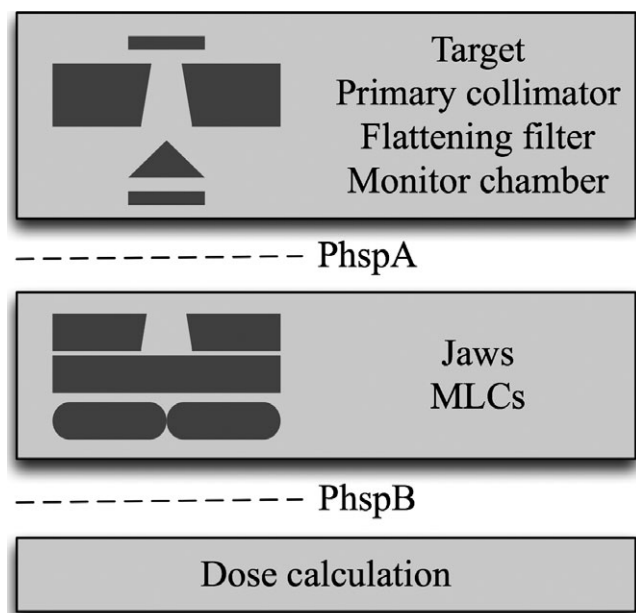 Target
Primary collimator
Flattening filter
Monitor chamber
PhspA
Jaws
MLCs
PhspB
Dose calculation